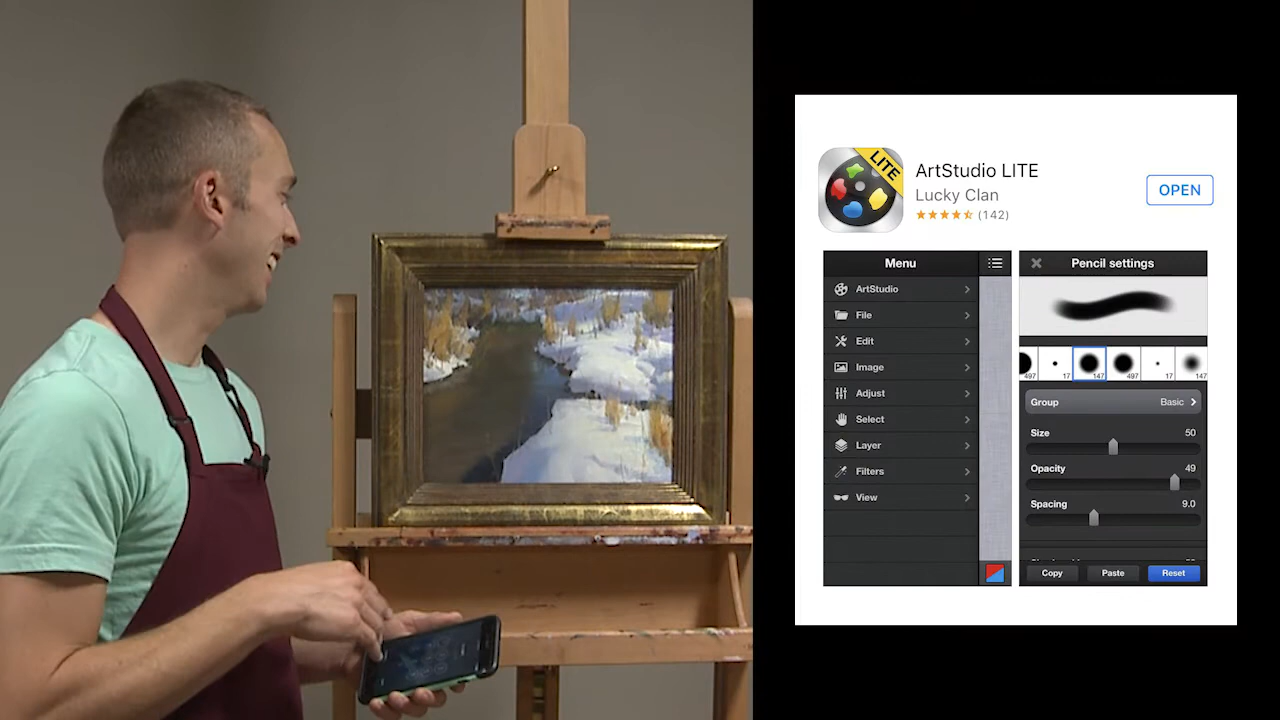 LITE
ArtStudio LITE
Lucky Clan
(142)
OPEN
Menu
ArtStudio
File
Edit
Image
Adjust
Select
Layer
Filters
View
Pencil settings
497 17 147 497 17 147
Group Basic
Size 50
Opacity 49
Spacing 9.0
Copy Paste Reset